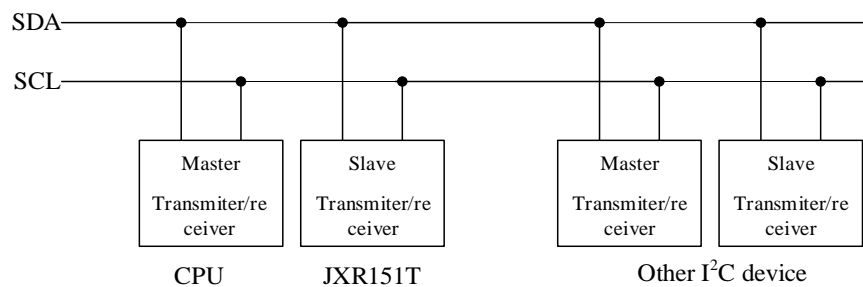 SDA
SCL
Master
Transmiter/re
ceiver
Slave
Transmiter/re
ceiver
Master
Transmiter/re
ceiver
Slave
Transmiter/re
ceiver
CPU
JXR151T
Other I²C device